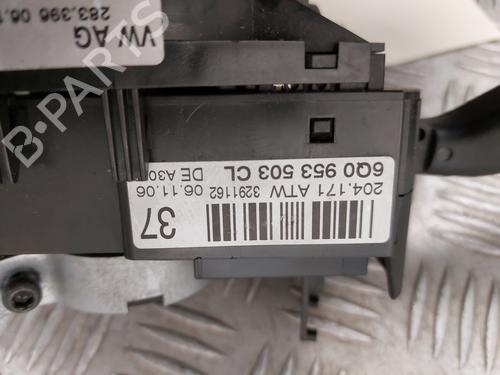 VW AG
283.396 06.1
B-PARTS
6Q0 953 503 CL
DE A30
204.171 ATW 3291162 06.11.06
37